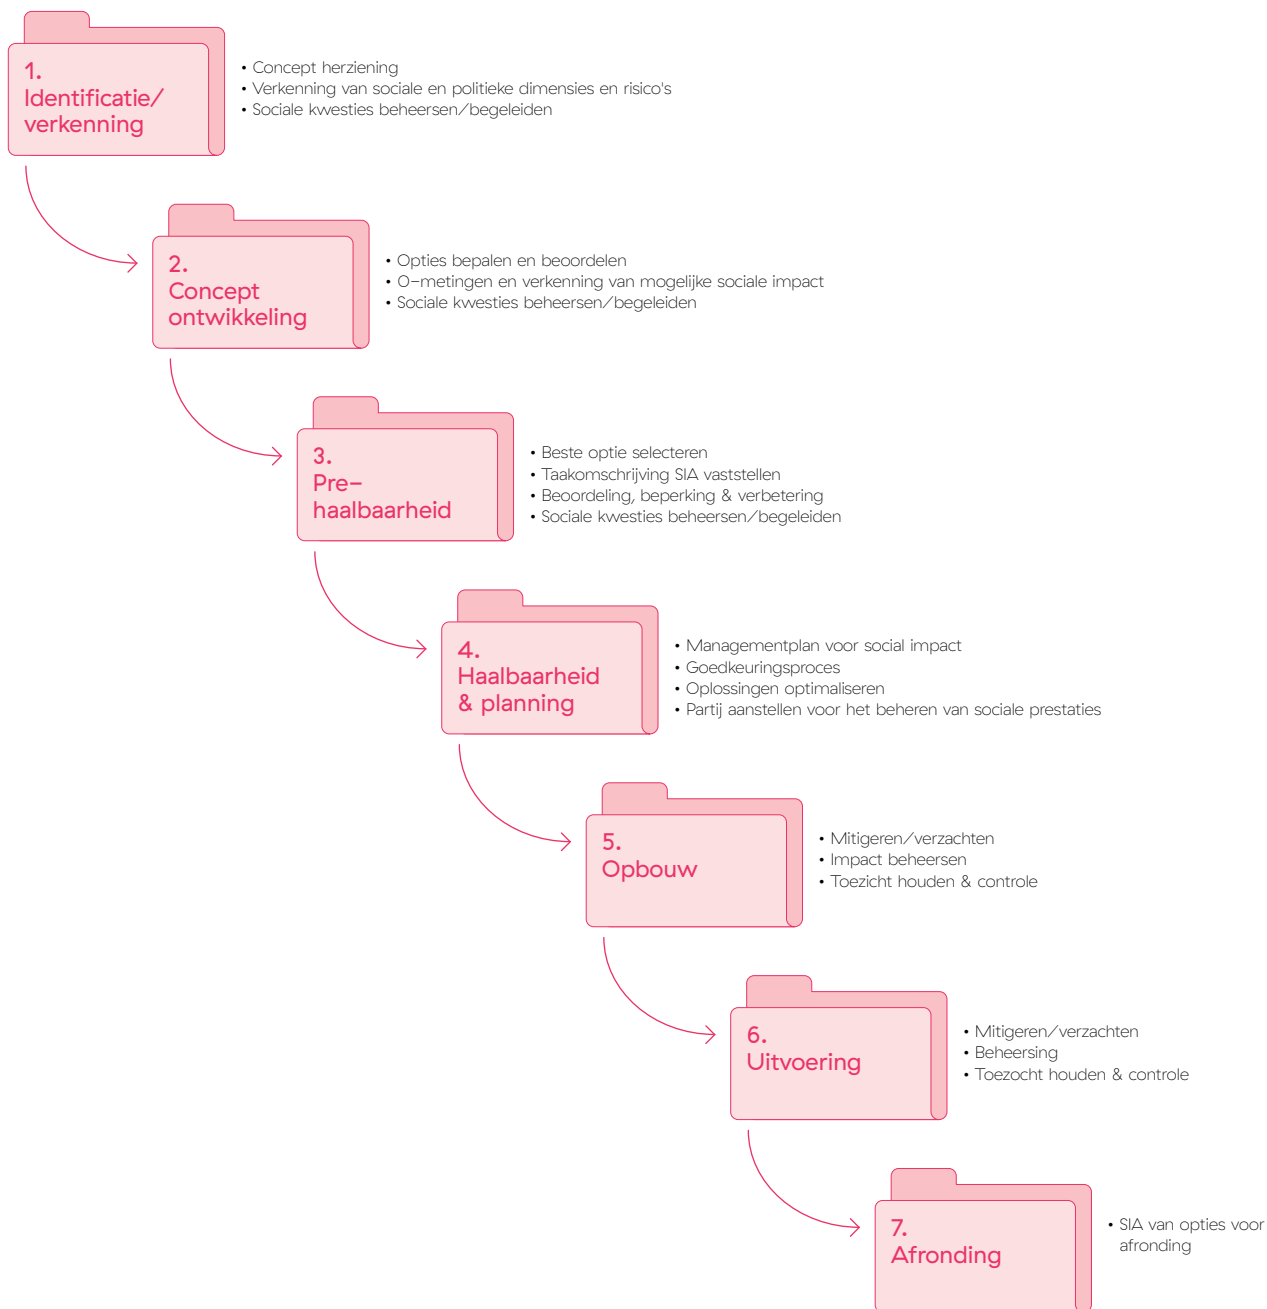 1.
Identificatie/
verkenning
• Concept herziening
• Verkenning van sociale en politieke dimensies en risico's
• Sociale kwesties beheersen/begeleiden
2.
Concept
ontwikkeling
• Opties bepalen en beoordelen
• O-metingen en verkenning van mogelijke sociale impact
• Sociale kwesties beheersen/begeleiden
3.
Pre-
haalbaarheid
• Beste optie selecteren
• Taakomschrijving SIA vaststellen
• Beoordeling, beperking & verbetering
• Sociale kwesties beheersen/begeleiden
4.
Haalbaarheid
& planning
• Managementplan voor social impact
• Goedkeuringsproces
• Oplossingen optimaliseren
• Partij aanstellen voor het beheren van sociale prestaties
5.
Opbouw
• Mitigeren/verzachten
• Impact beheersen
• Toezicht houden & controle
6.
Uitvoering
• Mitigeren/verzachten
• Beheersing
• Toezocht houden & controle
7.
Afronding
• SIA van opties voor
afronding